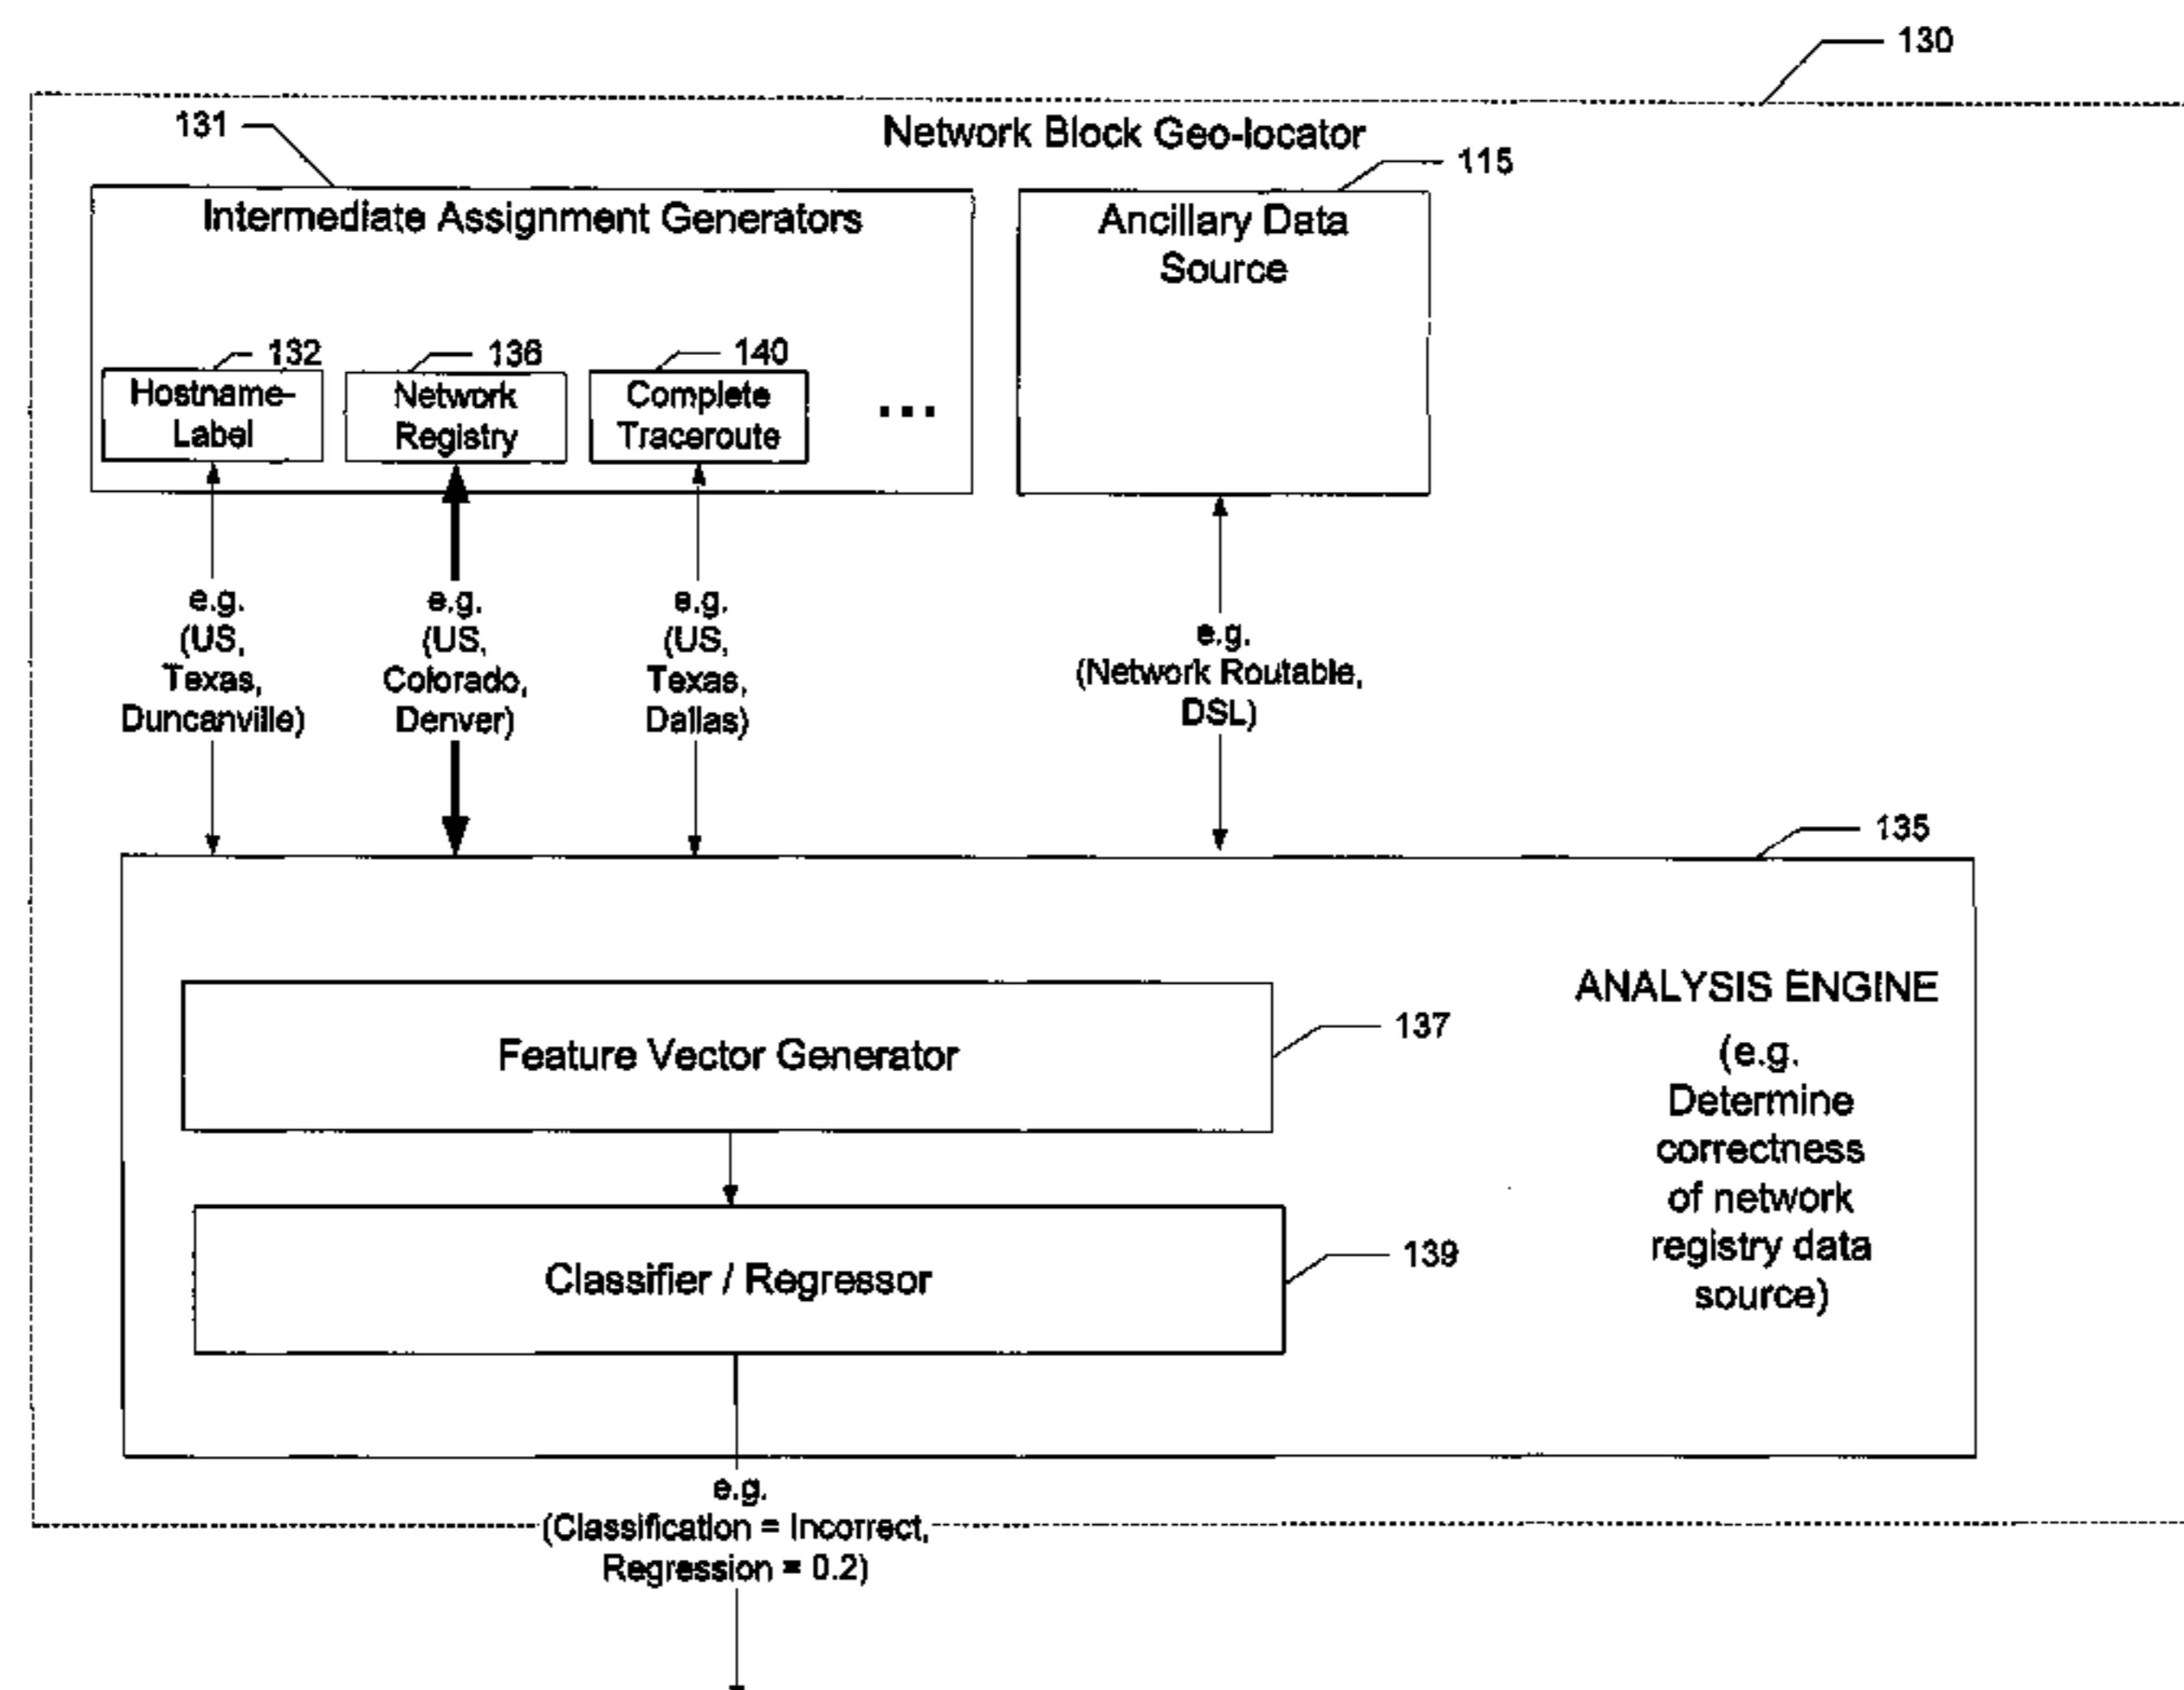 130
Network Block Geo-locator
131
Intermediate Assignment Generators
115
Ancillary Data
Source
132
Hostname-
Label
136
Network
Registry
140
Complete
Traceroute
...
e.g.
(US,
Texas,
Duncanville)
e.g.
(US,
Colorado,
Denver)
e.g.
(US,
Texas,
Dallas)
e.g.
(Network Routable,
DSL)
135
ANALYSIS ENGINE
(e.g.
Determine
correctness
of network
registry data
source)
Feature Vector Generator
137
Classifier / Regressor
139
e.g.
(Classification = Incorrect,
Regression = 0.2)